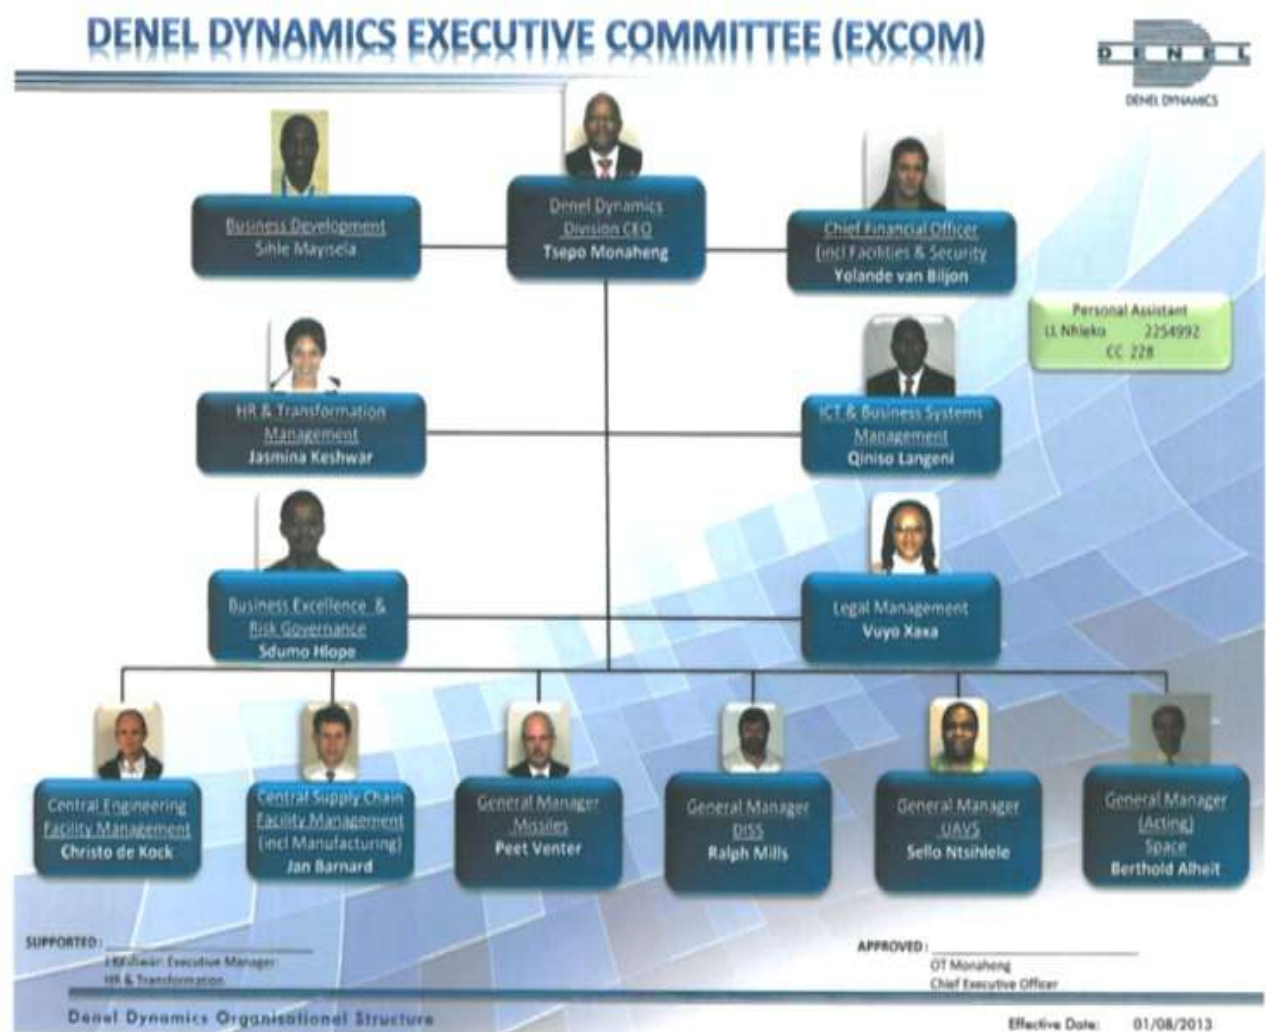 DENEL DYNAMICS EXECUTIVE COMMITTEE (EXCOM)
DENEL
DENEL DYNAMICS
Denel Dynamics
Division CEO
Tsepo Monaheng
Business Development
Sihle Mayisela
Chief Financial Officer
(incl Facilities & Security
Yolande van Biljon
Personal Assistant
LL Nhleko 2254992
CC 228
HR & Transformation
Management
Jasmina Keshwar
ICT & Business Systems
Management
Qiniso Langeni
Business Excellence &
Risk Governance
Sdumo Hlope
Legal Management
Vuyo Xaxa
Central Engineering
Facility Management
Christo de Kock
Central Supply Chain
Facility Management
(incl Manufacturing)
Jan Barnard
General Manager
Missiles
Peet Venter
General Manager
DISS
Ralph Mills
General Manager
UAVS
Sello Ntsihlele
General Manager
(Acting)
Space
Berthold Alheit
SUPPORTED :
J Keshwar: Executive Manager:
HR & Transformation
APPROVED :
OT Monaheng
Chief Executive Officer
Denel Dynamics Organisational Structure
Effective Date: 01/08/2013